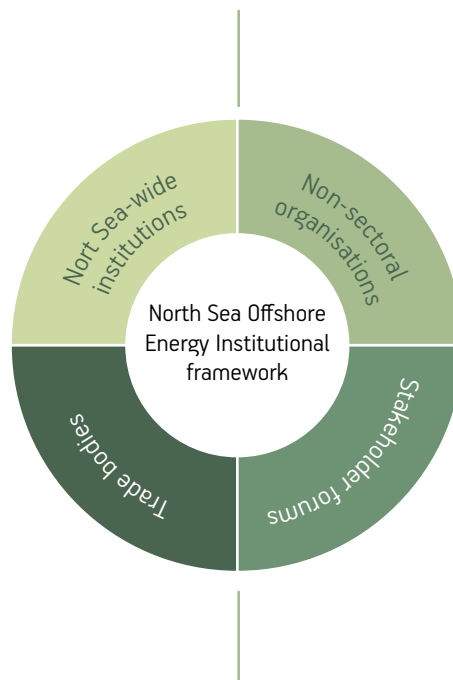 Nort Sea-wide
institutions
Non-sectoral
organisations
North Sea Offshore
Energy Institutional
framework
Trade bodies
Stakeholder forums